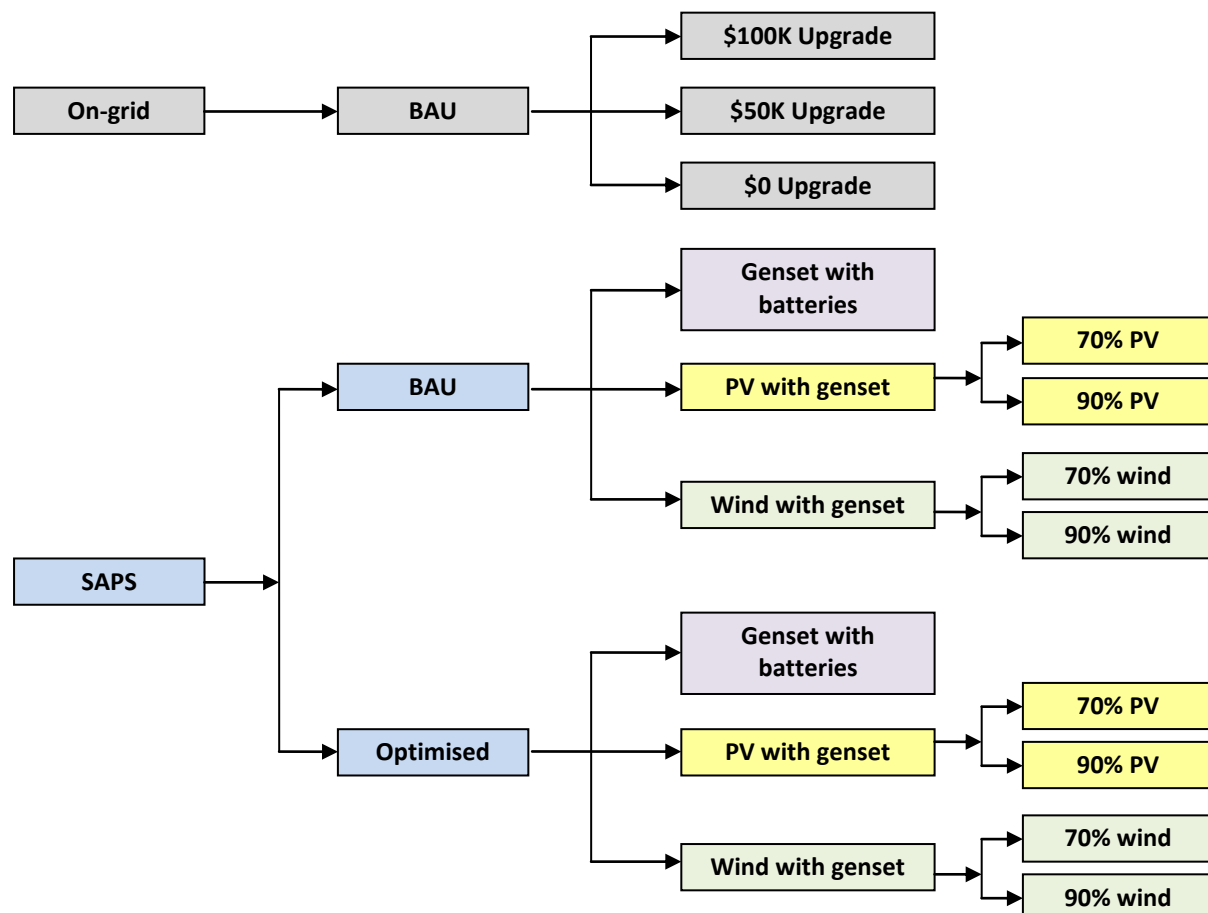 $100K Upgrade
On-grid
BAU
$50K Upgrade
$0 Upgrade
Genset with
batteries
70% PV
BAU
PV with genset
90% PV
70% wind
Wind with genset
90% wind
SAPS
Genset with
batteries
70% PV
Optimised
PV with genset
90% PV
70% wind
Wind with genset
90% wind